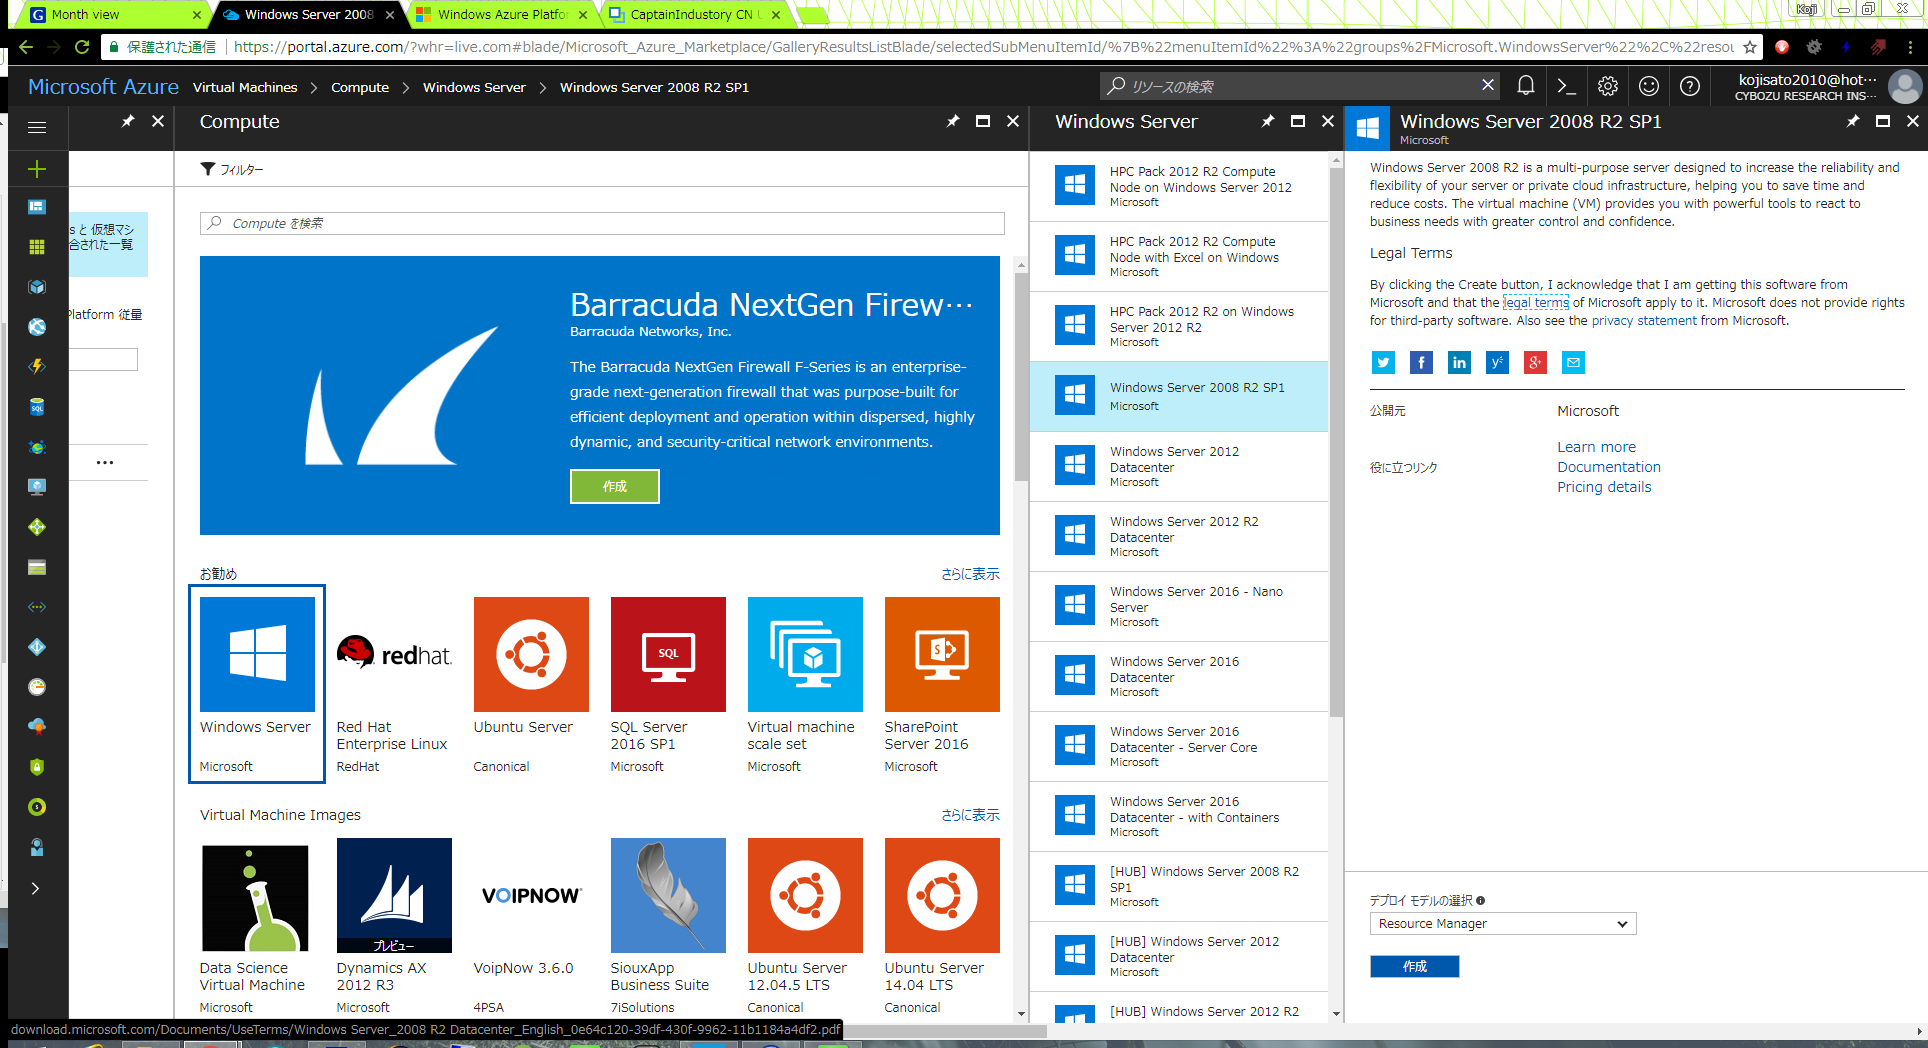 Month view
Windows Server 2008
Windows Azure Platfor
CaptainIndustory CN U
Koji
保護された通信
https://portal.azure.com/?whr=live.com#blade/Microsoft_Azure_Marketplace/GalleryResultsListBlade/selectedSubMenuItemId/%7B%22menuItemId%22%3A%22groups%2FMicrosoft.WindowsServer%22%2C%22resou
Microsoft Azure
Virtual Machines
Compute
Windows Server
Windows Server 2008 R2 SP1
リソースの検索
kojisato2010@hot···
CYBOZU RESEARCH INS···
s と 仮想マシ
合された一覧
Platform 従量
...
Compute
フィルター
Compute を検索
Barracuda NextGen Firew···
Barracuda Networks, Inc.
The Barracuda NextGen Firewall F-Series is an enterprise-
grade next-generation firewall that was purpose-built for
efficient deployment and operation within dispersed, highly
dynamic, and security-critical network environments.
作成
お勧め
さらに表示
redhat.
SQL
S
Windows Server
Microsoft
Red Hat
Enterprise Linux
RedHat
Ubuntu Server
Canonical
SQL Server
2016 SP1
Microsoft
Virtual machine
scale set
Microsoft
SharePoint
Server 2016
Microsoft
Virtual Machine Images
さらに表示
プレビュー
VOIPNOW
Data Science
Virtual Machine
Microsoft
Dynamics AX
2012 R3
Microsoft
VoipNow 3.6.0
4PSA
SiouxApp
Business Suite
7iSolutions
Ubuntu Server
12.04.5 LTS
Canonical
Ubuntu Server
14.04 LTS
Canonical
Windows Server
HPC Pack 2012 R2 Compute
Node on Windows Server 2012
Microsoft
HPC Pack 2012 R2 Compute
Node with Excel on Windows
Microsoft
HPC Pack 2012 R2 on Windows
Server 2012 R2
Microsoft
Windows Server 2008 R2 SP1
Microsoft
Windows Server 2012
Datacenter
Microsoft
Windows Server 2012 R2
Datacenter
Microsoft
Windows Server 2016 - Nano
Server
Microsoft
Windows Server 2016
Datacenter
Microsoft
Windows Server 2016
Datacenter - Server Core
Microsoft
Windows Server 2016
Datacenter - with Containers
Microsoft
[HUB] Windows Server 2008 R2
SP1
Microsoft
[HUB] Windows Server 2012
Datacenter
Microsoft
[HUB] Windows Server 2012 R2
Windows Server 2008 R2 SP1
Microsoft
Windows Server 2008 R2 is a multi-purpose server designed to increase the reliability and
flexibility of your server or private cloud infrastructure, helping you to save time and
reduce costs. The virtual machine (VM) provides you with powerful tools to react to
business needs with greater control and confidence.
Legal Terms
By clicking the Create button, I acknowledge that I am getting this software from
Microsoft and that the legal terms of Microsoft apply to it. Microsoft does not provide rights
for third-party software. Also see the privacy statement from Microsoft.
公開元
Microsoft
役に立つリンク
Learn more
Documentation
Pricing details
デプロイ モデルの選択
Resource Manager
作成
download.microsoft.com/Documents/UseTerms/Windows Server_2008 R2 Datacenter_English_0e64c120-39df-430f-9962-11b1184a4df2.pdf